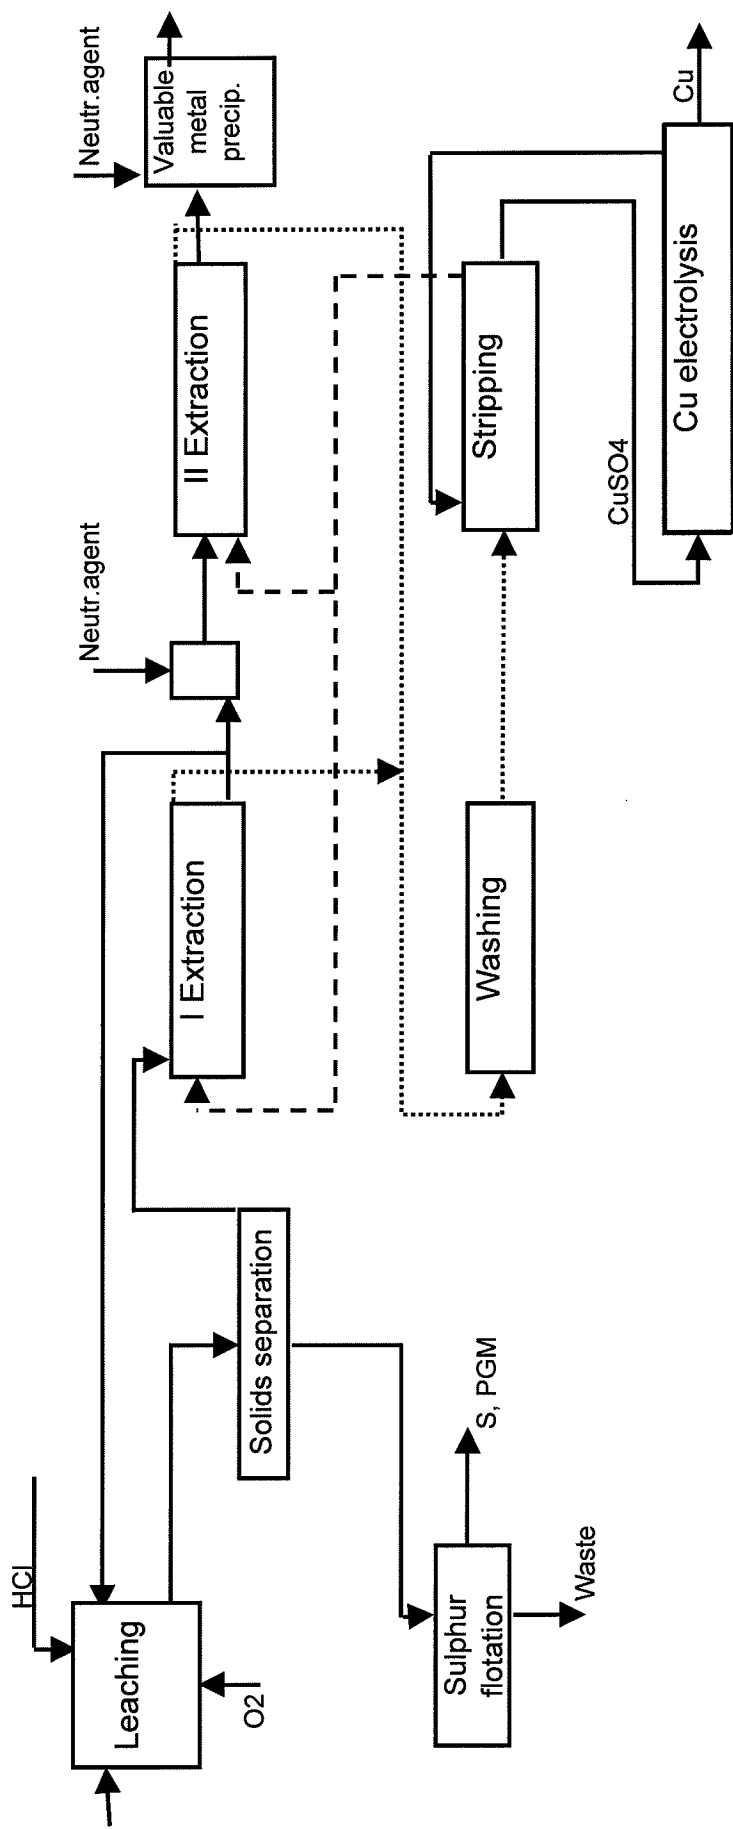 HCl
Leaching
O2
Solids separation
Sulphur
flotation
S, PGM
Waste
I Extraction
Neutr.agent
II Extraction
Neutr.agent
Valuable
metal
precip.
Washing
Stripping
CuSO4
Cu electrolysis
Cu